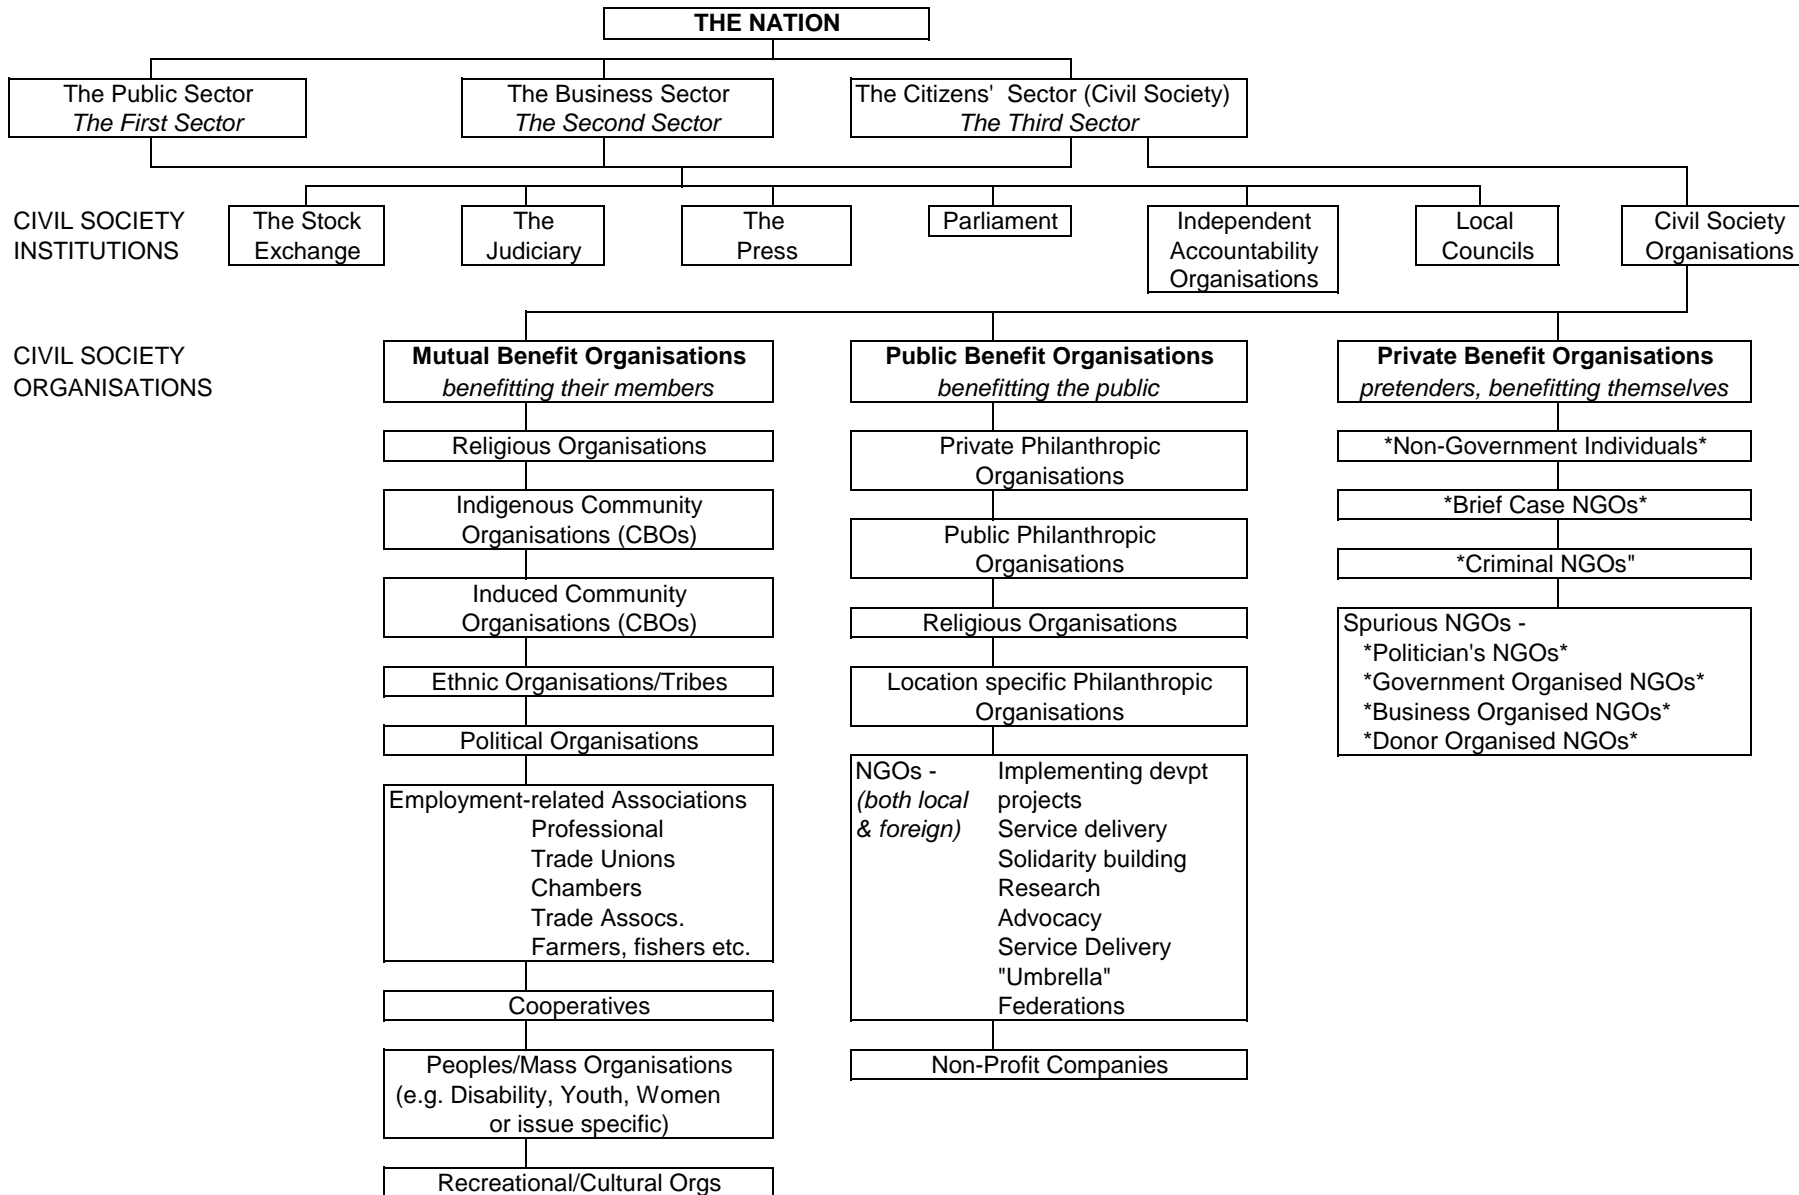 THE NATION
The Public Sector
The First Sector
The Business Sector
The Second Sector
The Citizens' Sector (Civil Society)
The Third Sector
CIVIL SOCIETY
INSTITUTIONS
The Stock
Exchange
The
Judiciary
The
Press
Parliament
Independent
Accountability
Organisations
Local
Councils
Civil Society
Organisations
CIVIL SOCIETY
ORGANISATIONS
Mutual Benefit Organisations
benefitting their members
Religious Organisations
Indigenous Community
Organisations (CBOs)
Induced Community
Organisations (CBOs)
Ethnic Organisations/Tribes
Political Organisations
Employment-related Associations
Professional
Trade Unions
Chambers
Trade Assocs.
Farmers, fishers etc.
Cooperatives
Peoples/Mass Organisations
(e.g. Disability, Youth, Women
or issue specific)
Recreational/Cultural Orgs
Public Benefit Organisations
benefitting the public
Private Philanthropic
Organisations
Public Philanthropic
Organisations
Religious Organisations
Location specific Philanthropic
Organisations
NGOs -
(both local
& foreign)
Implementing devpt
projects
Service delivery
Solidarity building
Research
Advocacy
Service Delivery
"Umbrella"
Federations
Non-Profit Companies
Private Benefit Organisations
pretenders, benefitting themselves
*Non-Government Individuals*
*Brief Case NGOs*
*Criminal NGOs"
Spurious NGOs -
*Politician's NGOs*
*Government Organised NGOs*
*Business Organised NGOs*
*Donor Organised NGOs*